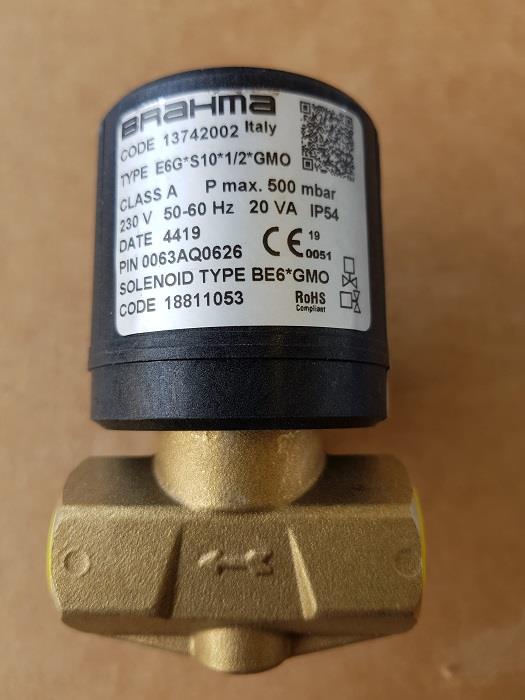 BRAHMA
CODE 13742002 Italy
TYPE E6G*S10*1/2*GMO
CLASS A P max. 500 mbar
230 V 50-60 Hz 20 VA IP54
DATE 4419 CE 19
PIN 0063AQ0626 0051
SOLENOID TYPE BE6*GMO
CODE 18811053 RoHS
Compliant